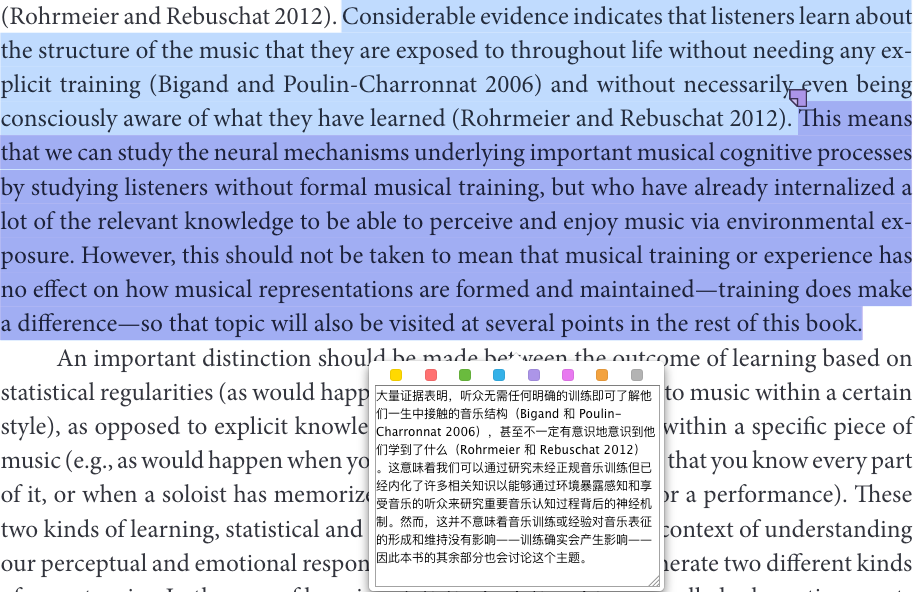 (Rohrmeier and Rebuschat 2012). Considerable evidence indicates that listeners learn about
the structure of the music that they are exposed to throughout life without needing any ex-
plicit training (Bigand and Poulin-Charronnat 2006) and without necessarily even being
consciously aware of what they have learned (Rohrmeier and Rebuschat 2012). This means
that we can study the neural mechanisms underlying important musical cognitive processes
by studying listeners without formal musical training, but who have already internalized a
lot of the relevant knowledge to be able to perceive and enjoy music via environmental ex-
posure. However, this should not be taken to mean that musical training or experience has
no effect on how musical representations are formed and maintained—training does make
a difference—so that topic will also be visited at several points in the rest of this book.
An important distinction should be made between the outcome of learning based on
statistical regularities (as would happ to music within a certain
style), as opposed to explicit knowle within a specific piece of
music (e.g., as would happen when yo that you know every part
of it, or when a soloist has memorize or a performance). These
two kinds of learning, statistical and context of understanding
our perceptual and emotional respon nerate two different kinds
大量证据表明，听众无需任何明确的训练即可了解他
们一生中接触的音乐结构（Bigand 和 Poulin-
Charronnat 2006），甚至不一定有意识地意识到他
们学到了什么（Rohrmeier 和 Rebuschat 2012）
。这意味着我们可以通过研究未经正规音乐训练但已
经内化了许多相关知识以能够通过环境暴露感知和享
受音乐的听众来研究重要音乐认知过程背后的神经机
制。然而，这并不意味着音乐训练或经验对音乐表征
的形成和维持没有影响——训练确实会产生影响——
因此本书的其余部分也会讨论这个主题。